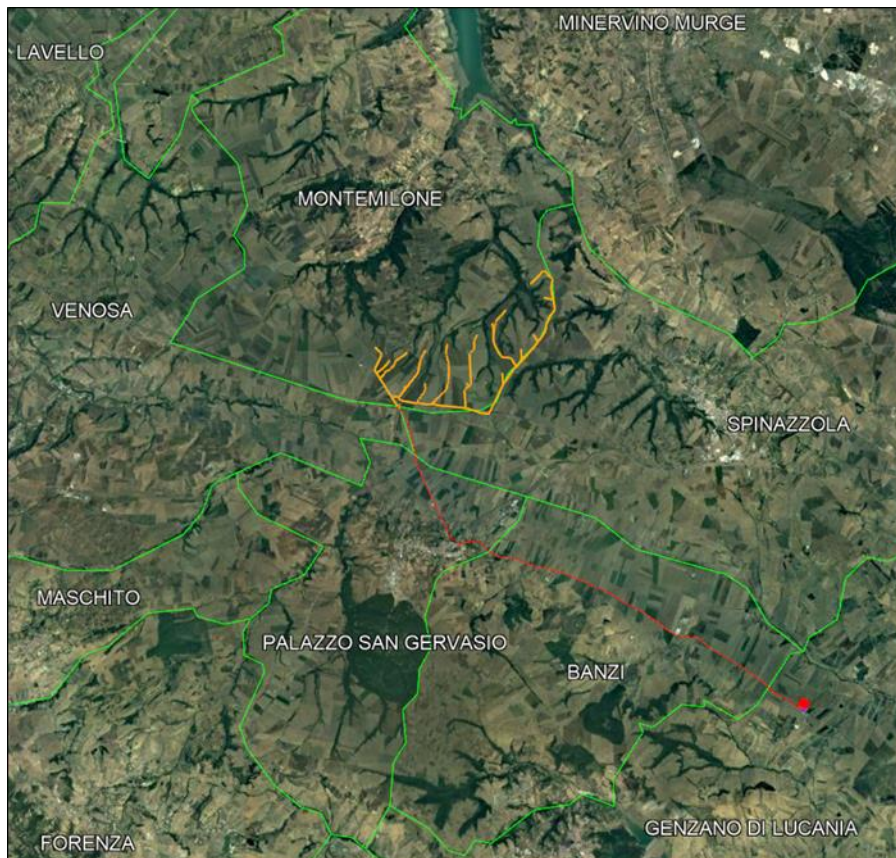 MINERVINO MURGE
LAVELLO
MONTEMILONE
VENOSA
SPINAZZOLA
MASCHITO
PALAZZO SAN GERVASIO
BANZI
GENZANO DI LUCANIA
FORENZA